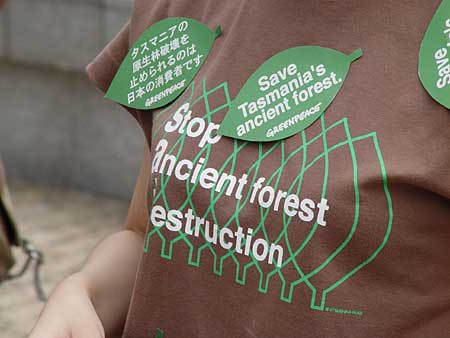 タスマニアの
原生林破壊を
止められるのは
日本の消費者です
GREENPEACE
Save
Tasmania's
ancient forest.
GREENPEACE
Save
Stop
ancient forest
estruction